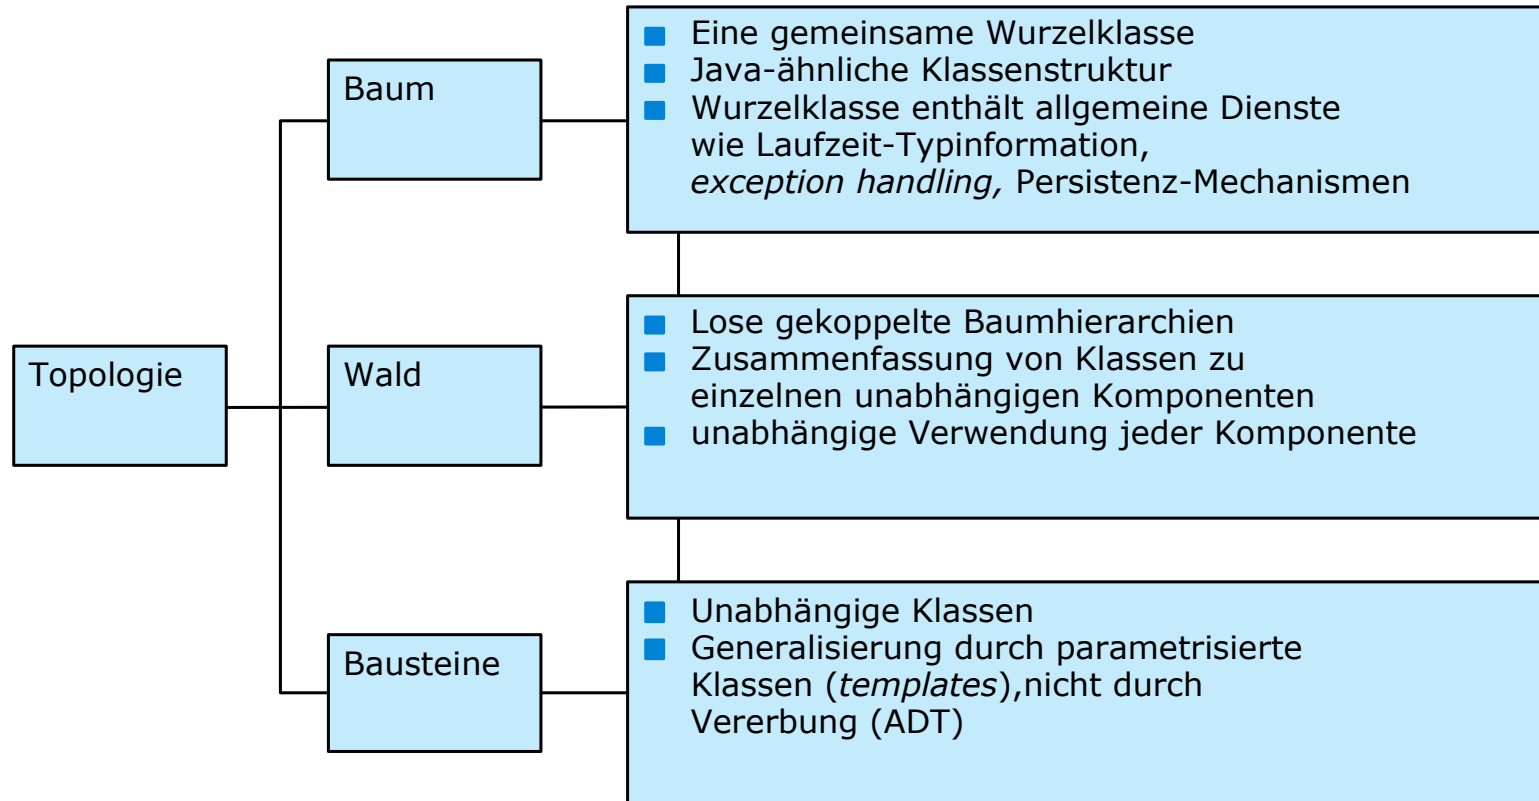 Topologie
Baum
Eine gemeinsame Wurzelklasse
Java-ähnliche Klassenstruktur
Wurzelklasse enthält allgemeine Dienste
wie Laufzeit-Typinformation,
exception handling, Persistenz-Mechanismen
Wald
Lose gekoppelte Baumhierarchien
Zusammenfassung von Klassen zu
einzelnen unabhängigen Komponenten
unabhängige Verwendung jeder Komponente
Bausteine
Unabhängige Klassen
Generalisierung durch parametrisierte
Klassen (templates),nicht durch
Vererbung (ADT)